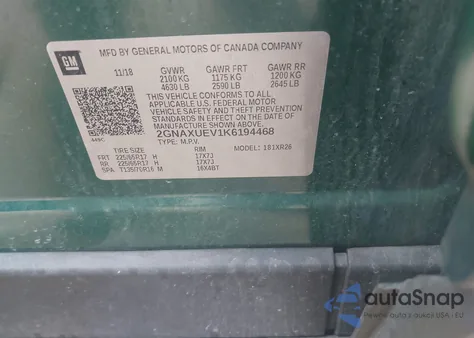 GM
MFD BY GENERAL MOTORS OF CANADA COMPANY
11/18 GVWR GAWR FRT GAWR RR
2100 KG 1175 KG 1200 KG
4630 LB 2590 LB 2645 LB
THIS VEHICLE CONFORMS TO ALL
APPLICABLE U.S. FEDERAL MOTOR
VEHICLE SAFETY AND THEFT PREVENTION
STANDARDS IN EFFECT ON THE DATE OF
MANUFACTURE SHOWN ABOVE.
2GNAXUEV1K6194468
TYPE: M.P.V. MODEL: 1B1XR26
TIRE SIZE RIM
FRT 225/65R17 H 17X7J
RR 225/65R17 H 17X7J
SPA T135/70R16 M 16X4BT
autaSnap